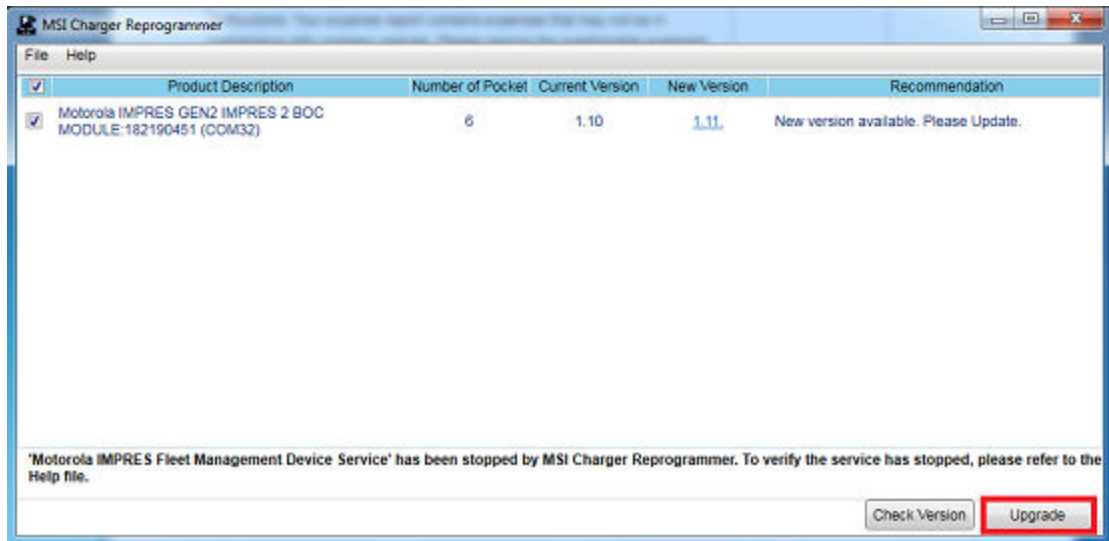 MSI Charger Reprogrammer
File Help
Product Description Number of Pocket Current Version New Version Recommendation
Motorola IMPRES GEN2 IMPRES 2 BOC
MODULE:182190451 (COM32) 6 1.10 1.11. New version available. Please Update.
'Motorola IMPRES Fleet Management Device Service' has been stopped by MSI Charger Reprogrammer. To verify the service has stopped, please refer to the
Help file.
Check Version Upgrade